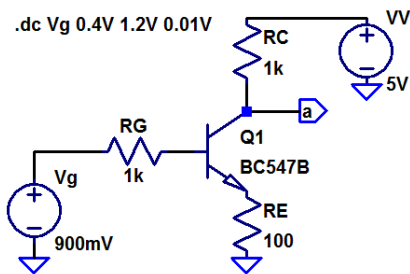 .dc Vg 0.4V 1.2V 0.01V
RC
1k
VV
5V
a
Q1
BC547B
RG
1k
Vg
900mV
RE
100